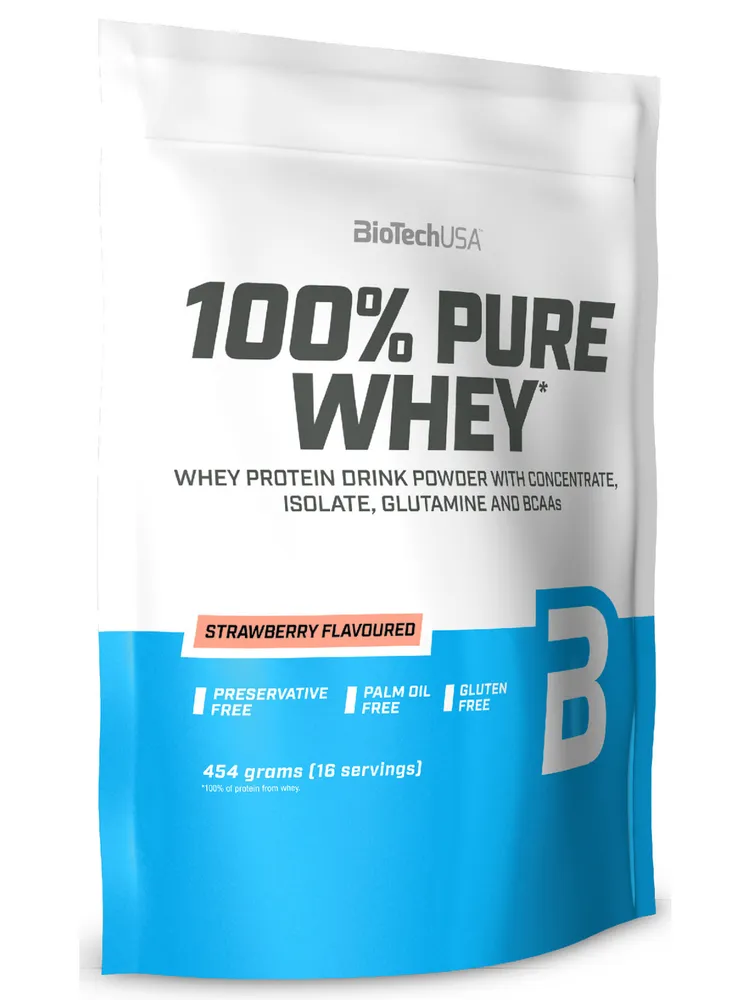 BioTechUSA™
100% PURE
WHEY*
WHEY PROTEIN DRINK POWDER WITH CONCENTRATE,
ISOLATE, GLUTAMINE AND BCAAs
STRAWBERRY FLAVOURED
PRESERVATIVE FREE
PALM OIL FREE
GLUTEN FREE
B
454 grams (16 servings)
*100% of protein from whey.